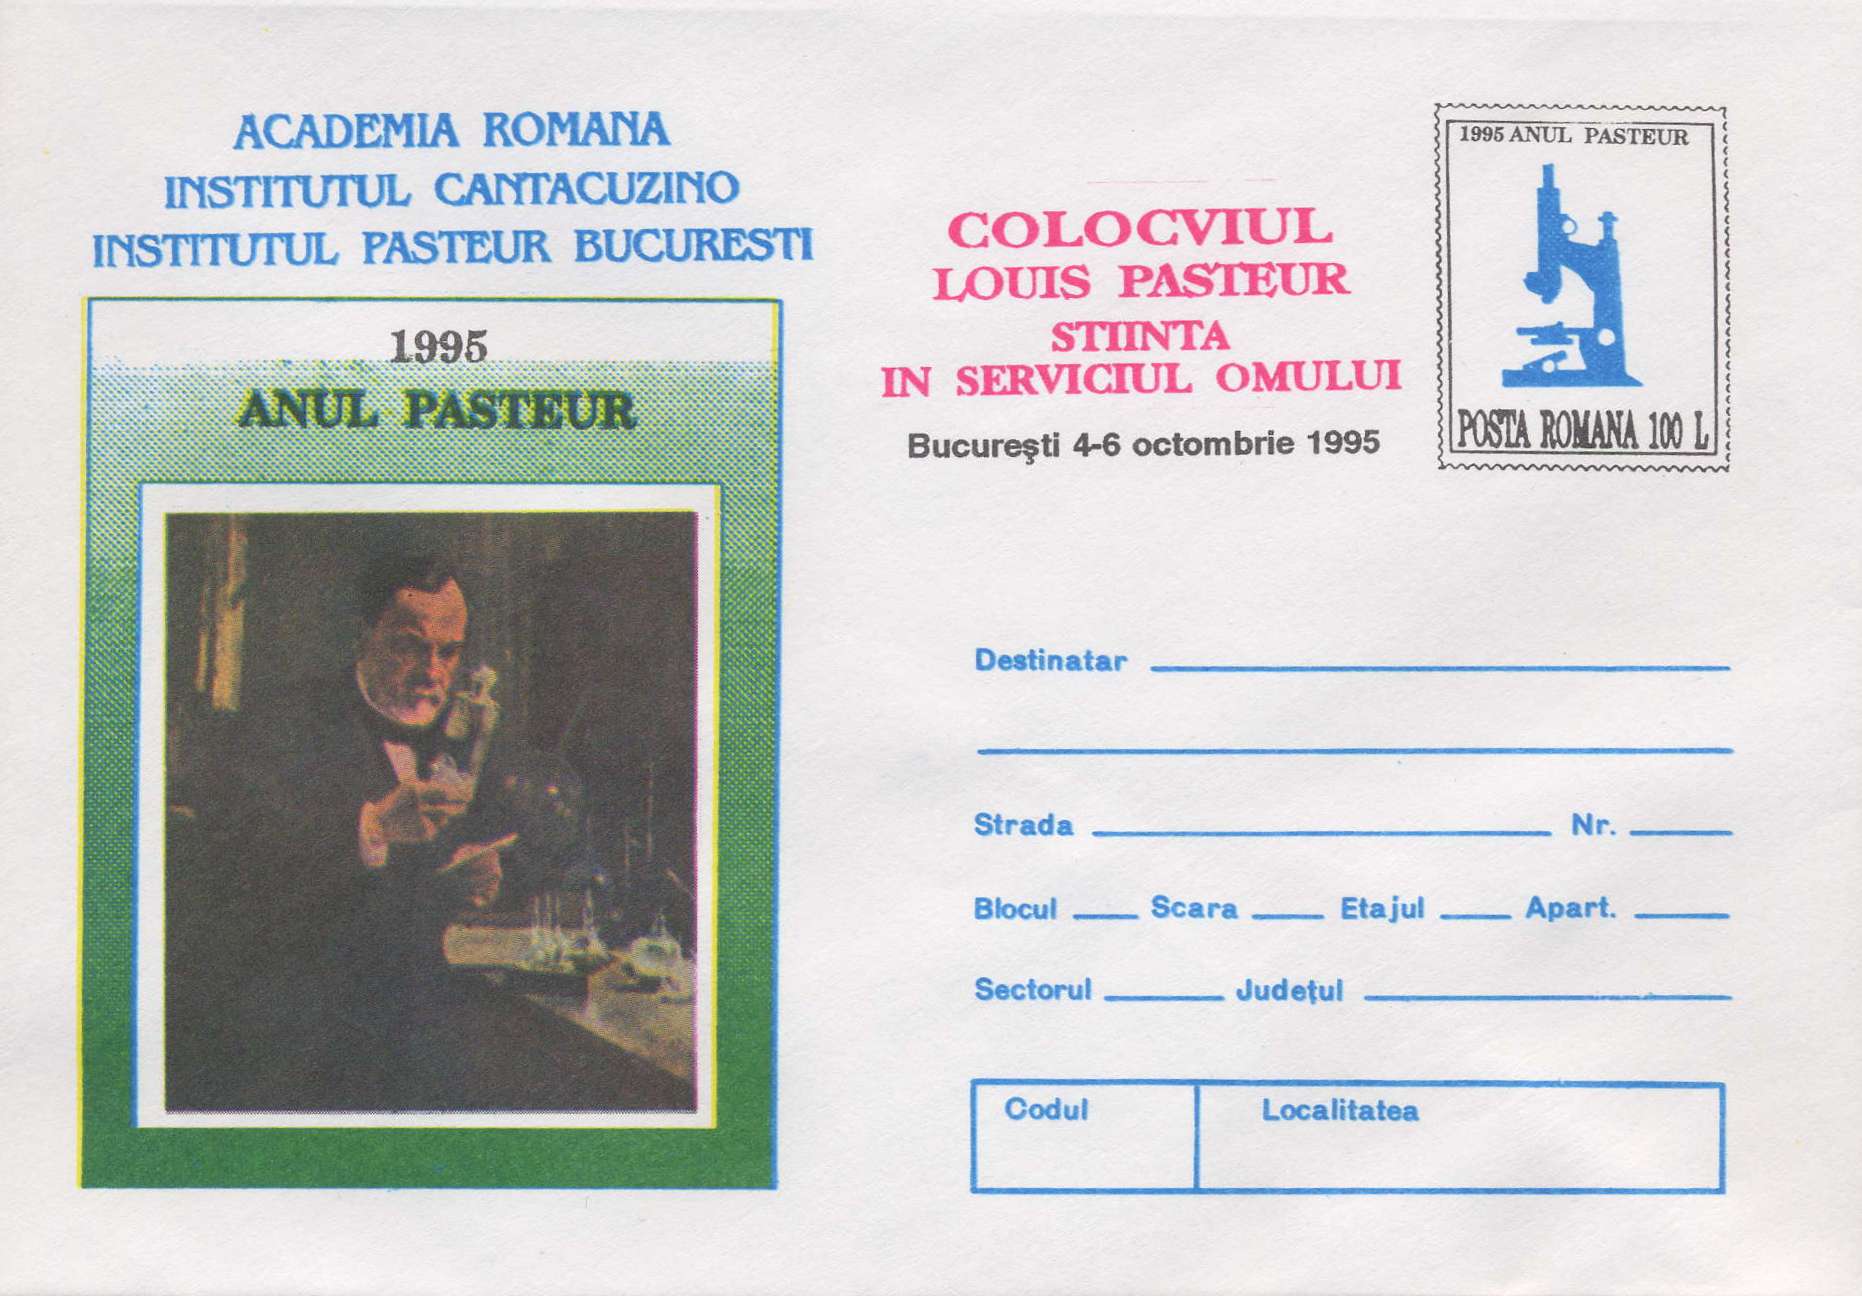 ACADEMIA ROMANA
INSTITUTUL CANTACUZINO
INSTITUTUL PASTEUR BUCURESTI
1995
ANUL PASTEUR
COLOCVIUL
LOUIS PASTEUR
STIINTA
IN SERVICIUL OMULUI
Bucureşti 4-6 octombrie 1995
1995 ANUL PASTEUR
POSTA ROMANA 100 L
Destinatar
Strada Nr.
Blocul Scara Etajul Apart.
Sectorul Județul
Codul Localitatea